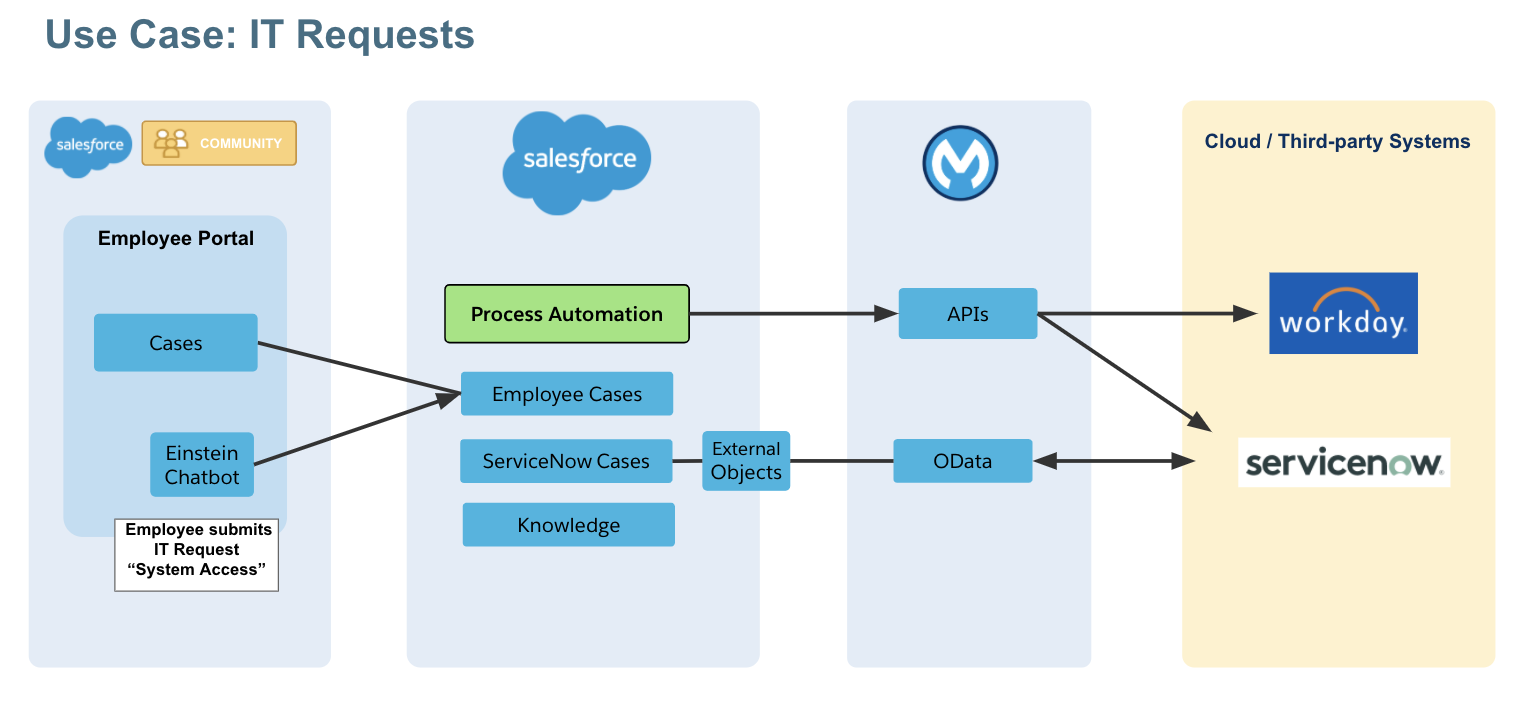 Use Case: IT Requests
salesforce
COMMUNITY
Employee Portal
Cases
Einstein
Chatbot
Employee submits
IT Request
“System Access”
salesforce
Process Automation
Employee Cases
ServiceNow Cases
External
Objects
Knowledge
APIs
OData
Cloud / Third-party Systems
workday.
servicenow.